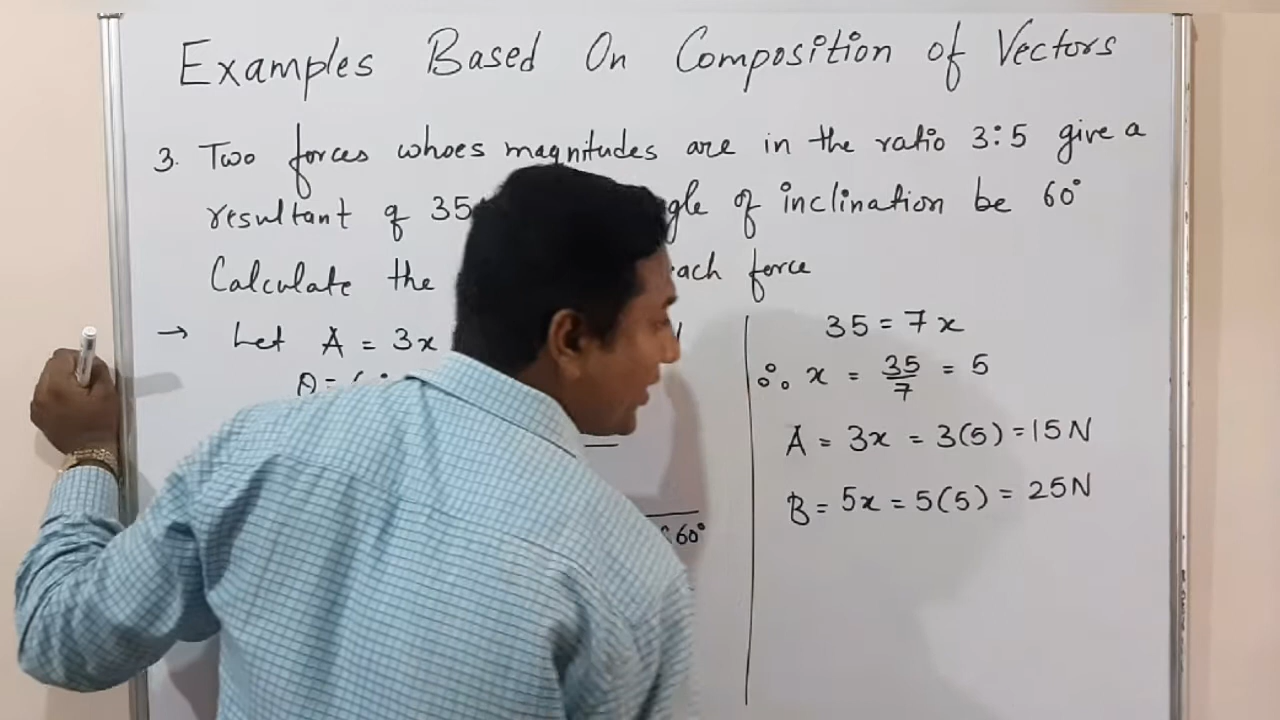 Examples Based On Composition of Vectors
3. Two forces whoes magnitudes are in the ratio 3:5 give a
resultant of 35 gle of inclination be 60°
Calculate the ach force
→ Let A = 3x
35 = 7x
∴ x = 35/7 = 5
A = 3x = 3(5) = 15N
B = 5x = 5(5) = 25N
60°